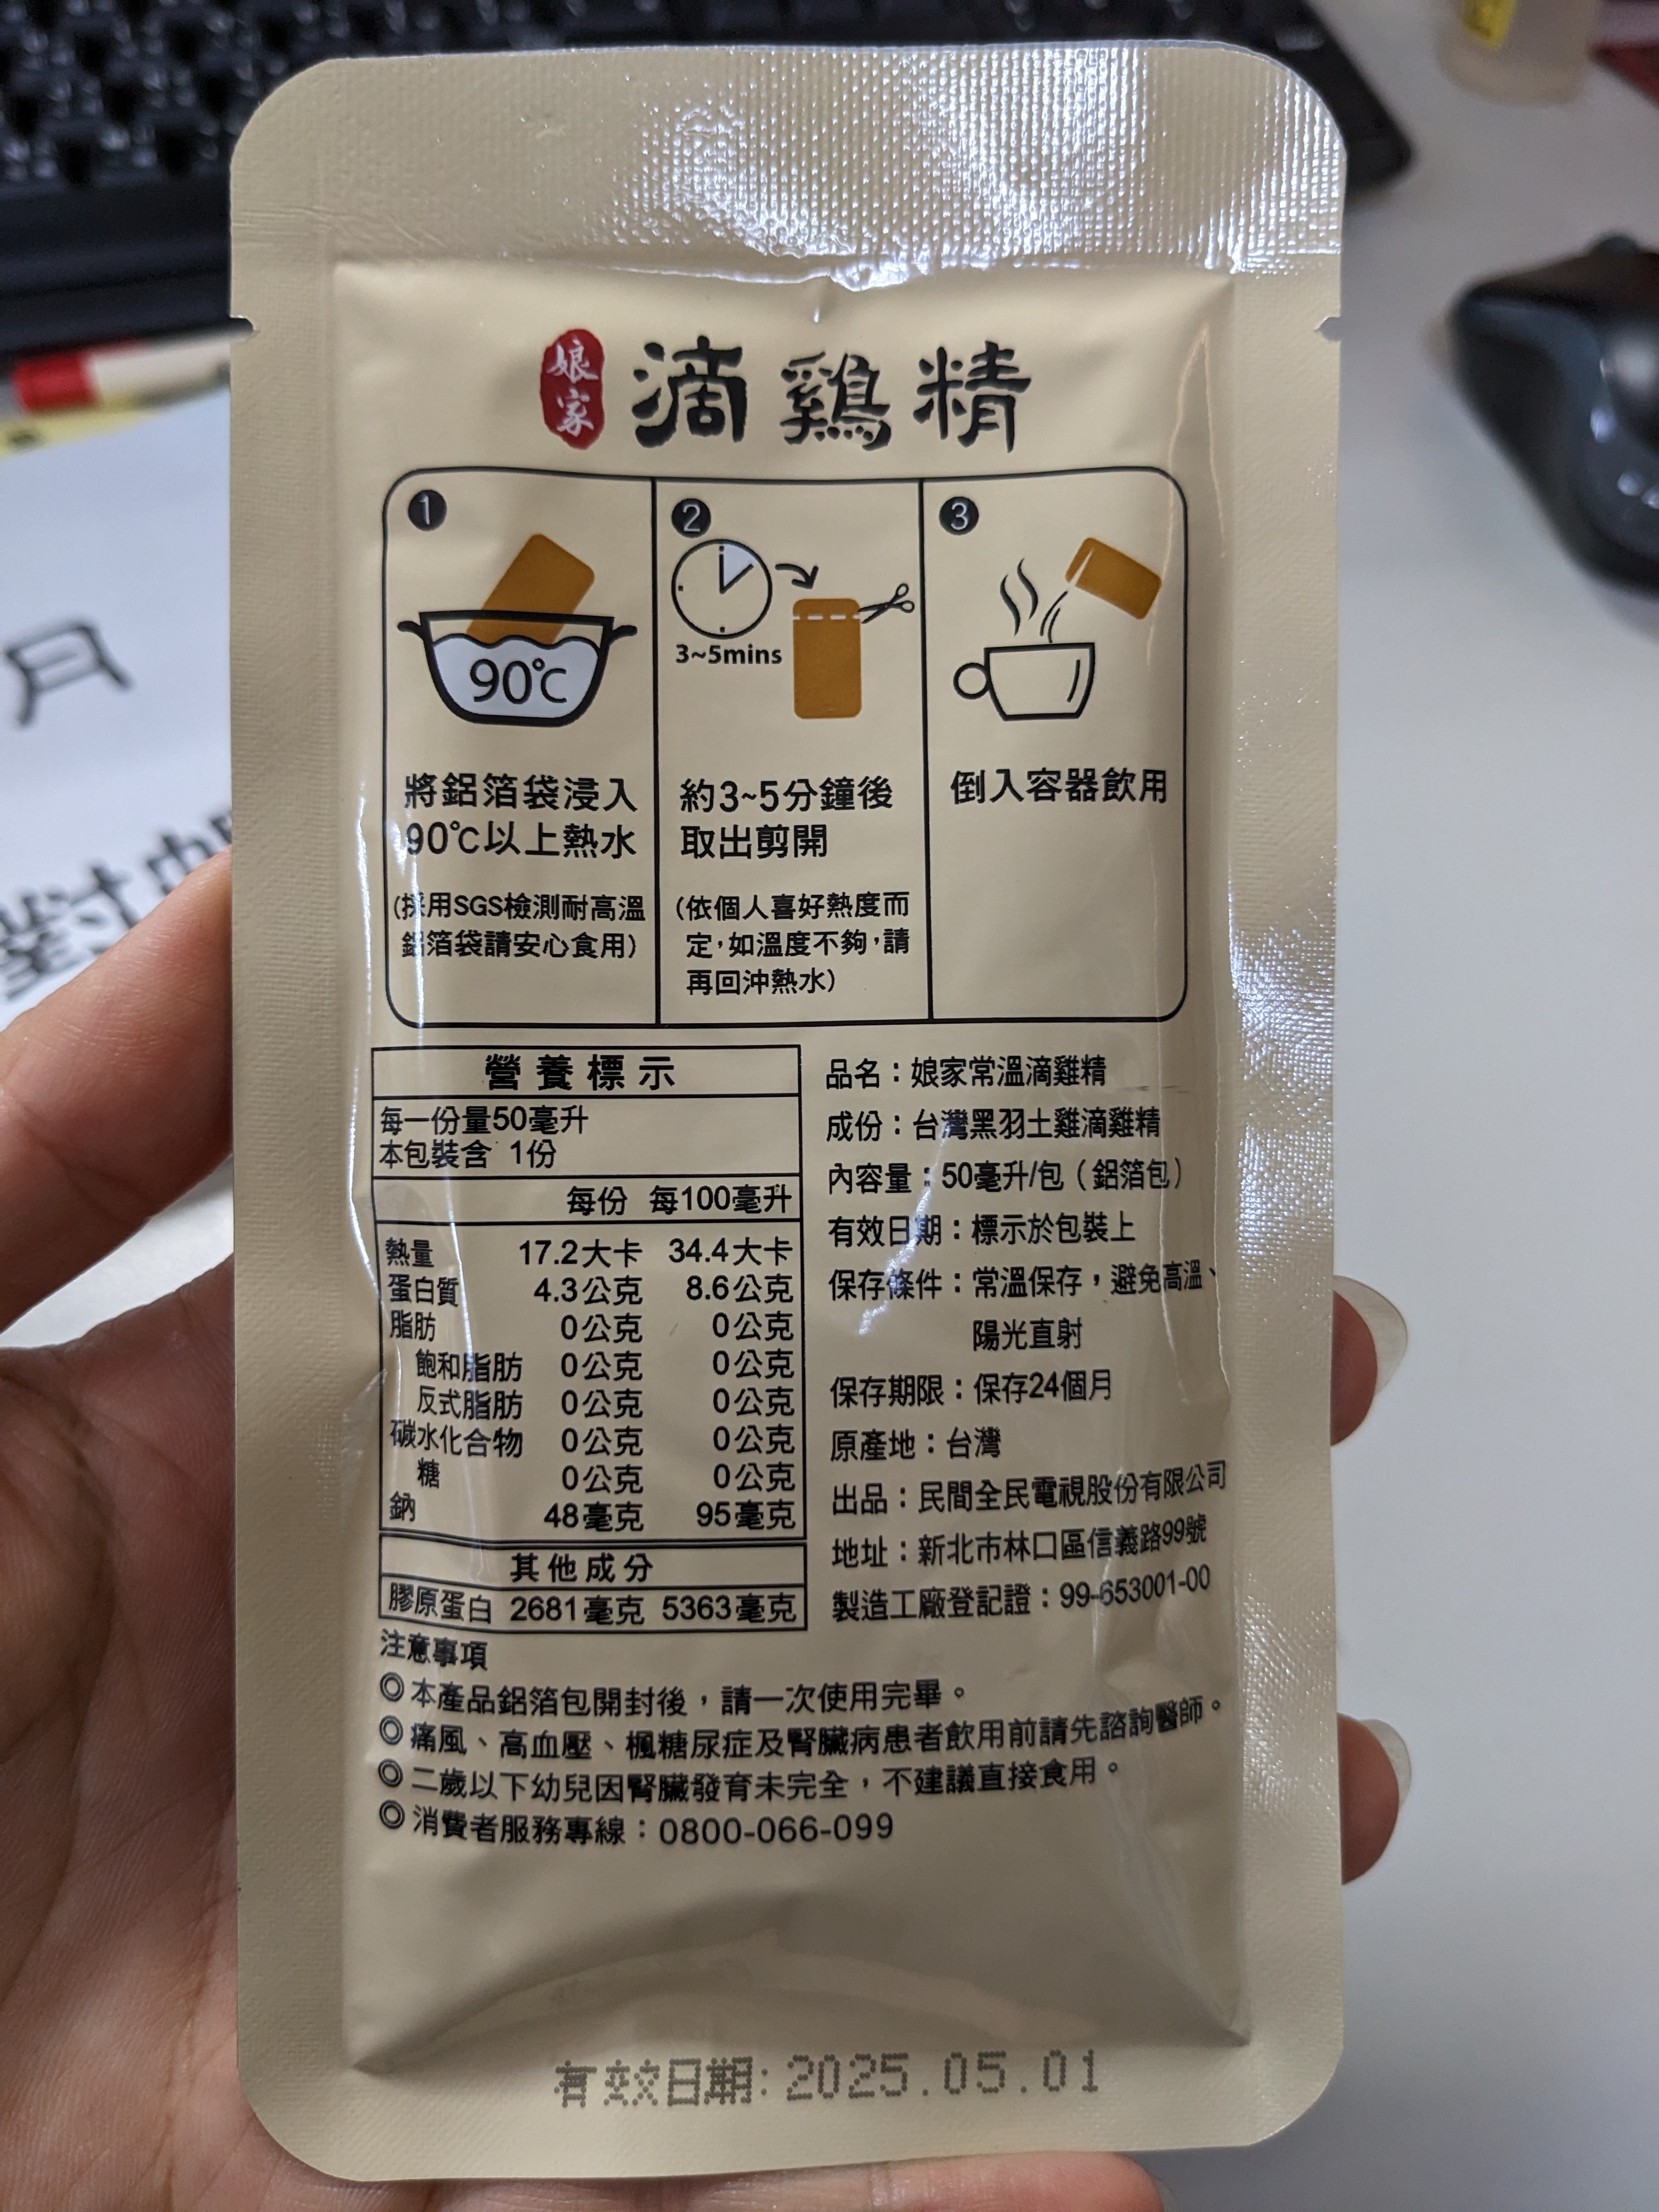 娘家
滴鷄精
1
90℃
將鋁箔袋浸入
90℃以上熱水
(採用SGS檢測耐高溫
鋁箔袋請安心食用)
2
3~5mins
約3~5分鐘後
取出剪開
(依個人喜好熱度而
定,如溫度不夠,請
再回沖熱水)
3
倒入容器飲用
營養標示
每一份量50毫升
本包裝含 1份
每份 每100毫升
熱量 17.2大卡 34.4大卡
蛋白質 4.3公克 8.6公克
脂肪 0公克 0公克
飽和脂肪 0公克 0公克
反式脂肪 0公克 0公克
碳水化合物 0公克 0公克
糖 0公克 0公克
鈉 48毫克 95毫克
其他成分
膠原蛋白 2681毫克 5363毫克
品名：娘家常溫滴雞精
成份：台灣黑羽土雞滴雞精
內容量：50毫升/包（鋁箔包）
有效日期：標示於包裝上
保存條件：常溫保存，避免高溫、
陽光直射
保存期限：保存24個月
原產地：台灣
出品：民間全民電視股份有限公司
地址：新北市林口區信義路99號
製造工廠登記證：99-653001-00
注意事項
◎本產品鋁箔包開封後，請一次使用完畢。
◎痛風、高血壓、楓糖尿症及腎臟病患者飲用前請先諮詢醫師。
◎二歲以下幼兒因腎臟發育未完全，不建議直接食用。
◎消費者服務專線：0800-066-099
有效日期:2025.05.01
月